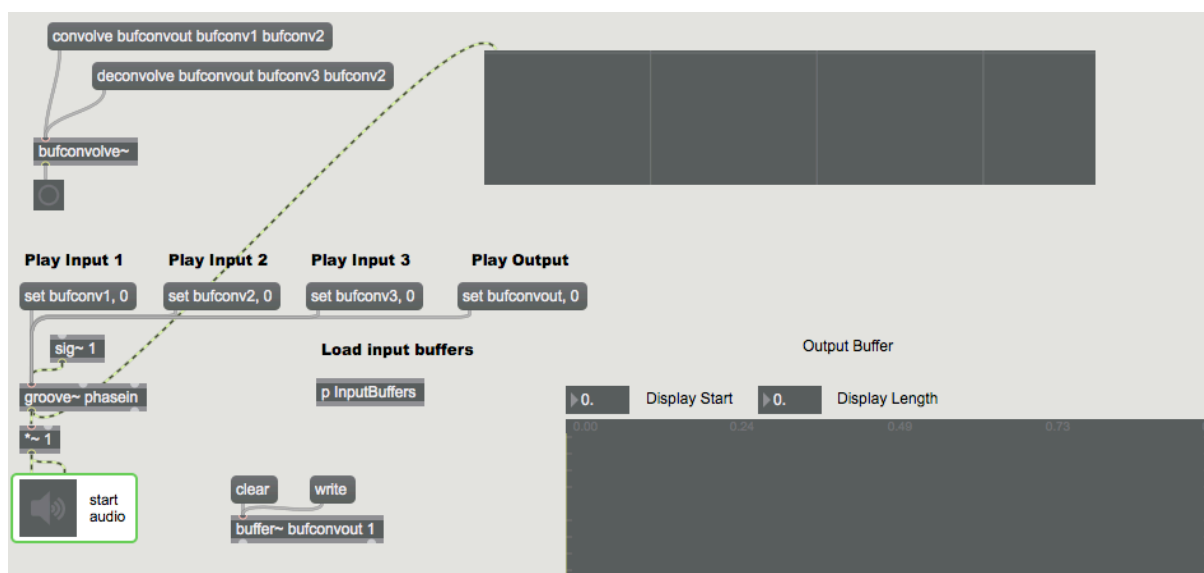 convolve bufconvout bufconv1 bufconv2
deconvolve bufconvout bufconv3 bufconv2
bufconvolve~
Play Input 1
Play Input 2
Play Input 3
Play Output
set bufconv1, 0
set bufconv2, 0
set bufconv3, 0
set bufconvout, 0
sig~ 1
Load input buffers
Output Buffer
groove~ phasein
p InputBuffers
0.
Display Start
0.
Display Length
0.00
0.24
0.49
0.73
*~ 1
start
audio
clear
write
buffer~ bufconvout 1